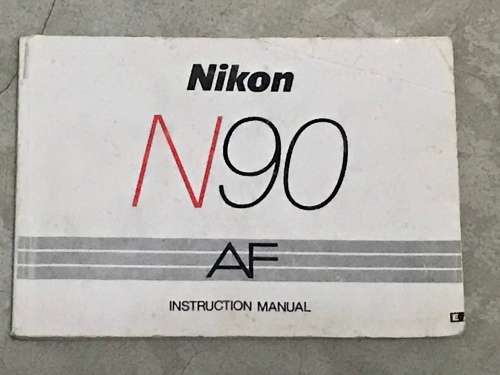 Nikon
N90
AF
INSTRUCTION MANUAL
E